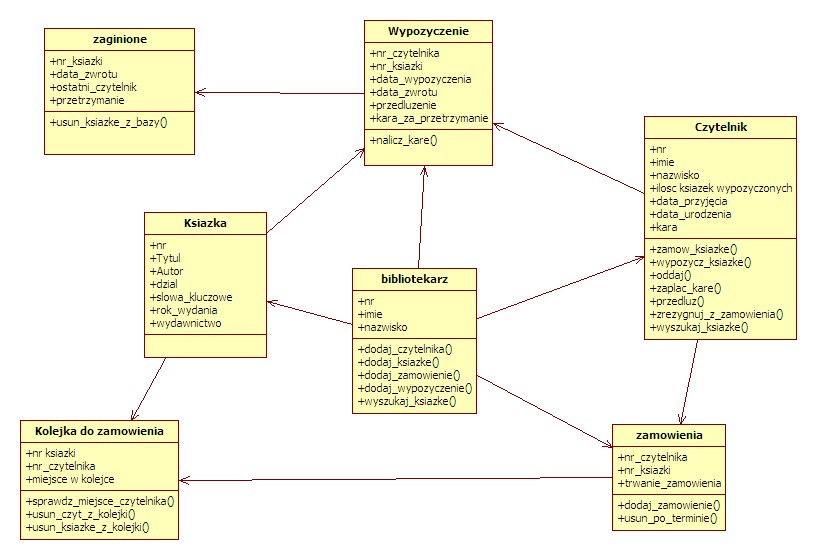 zaginione
+nr_ksiazki
+data_zwrotu
+ostatni_czytelnik
+przetrzymanie
+usun_ksiazke_z_bazy()
Wypozyczenie
+nr_czytelnika
+nr_ksiazki
+data_wypozyczenia
+data_zwrotu
+przedluzenie
+kara_za_przetrzymanie
+nalicz_kare()
Czytelnik
+nr
+imie
+nazwisko
+ilosc ksiazek wypozyczonych
+data_przyjęcia
+data_urodzenia
+kara
+zamow_ksiazke()
+wypozycz_ksiazke()
+oddaj()
+zaplac_kare()
+przedluz()
+zrezygnuj_z_zamowienia()
+wyszukaj_ksiazke()
Ksiazka
+nr
+Tytul
+Autor
+dzial
+slowa_kluczowe
+rok_wydania
+wydawnictwo
bibliotekarz
+nr
+imie
+nazwisko
+dodaj_czytelnika()
+dodaj_ksiazke()
+dodaj_zamowienie()
+dodaj_wypozyczenie()
+wyszukaj_ksiazke()
Kolejka do zamowienia
+nr ksiazki
+nr_czytelnika
+miejsce w kolejce
+sprawdz_miejsce_czytelnika()
+usun_czyt_z_kolejki()
+usun_ksiazke_z_kolejki()
zamowienia
+nr_czytelnika
+nr_ksiazki
+trwanie_zamowienia
+dodaj_zamowienie()
+usun_po_terminie()